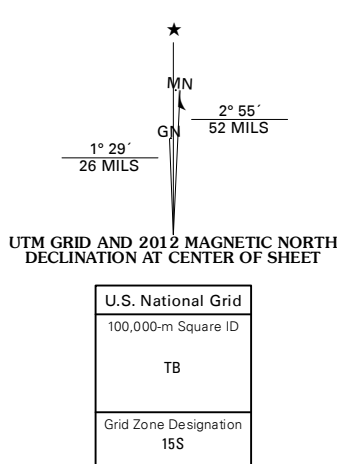 ★
MN
GN
2° 55´
52 MILS
1° 29´
26 MILS
UTM GRID AND 2012 MAGNETIC NORTH
DECLINATION AT CENTER OF SHEET
U.S. National Grid
100,000-m Square ID
TB
Grid Zone Designation
15S